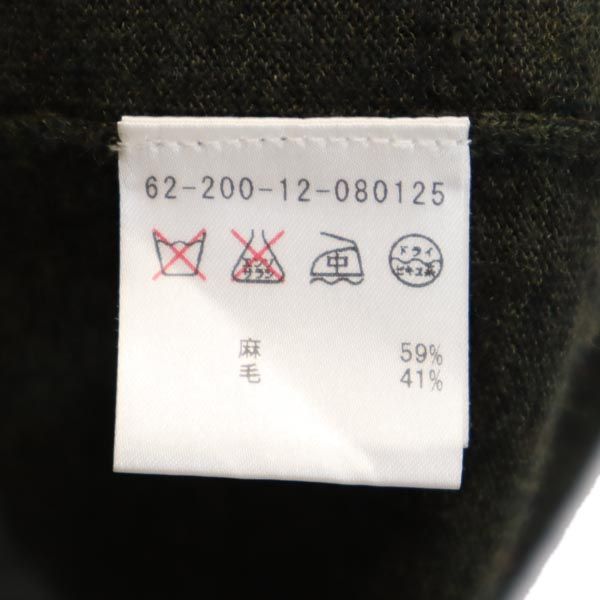 62-200-12-080125
エンソ
サラシ
中
ドライ
セキユ系
麻 59%
毛 41%